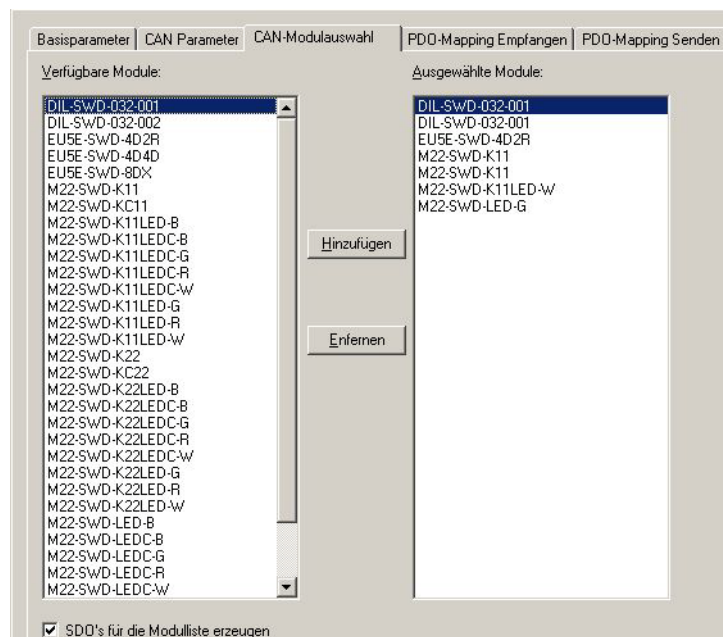 Basisparameter
CAN Parameter
CAN-Modulauswahl
PDO-Mapping Empfangen
PDO-Mapping Senden
Verfügbare Module:
DIL-SWD-032-001
DIL-SWD-032-002
EU5E-SWD-4D2R
EU5E-SWD-4D4D
EU5E-SWD-8DX
M22-SWD-K11
M22-SWD-KC11
M22-SWD-K11LED-B
M22-SWD-K11LEDC-B
M22-SWD-K11LEDC-G
M22-SWD-K11LEDC-R
M22-SWD-K11LEDC-W
M22-SWD-K11LED-G
M22-SWD-K11LED-R
M22-SWD-K11LED-W
M22-SWD-K22
M22-SWD-KC22
M22-SWD-K22LED-B
M22-SWD-K22LEDC-B
M22-SWD-K22LEDC-G
M22-SWD-K22LEDC-R
M22-SWD-K22LEDC-W
M22-SWD-K22LED-G
M22-SWD-K22LED-R
M22-SWD-K22LED-W
M22-SWD-LED-B
M22-SWD-LEDC-B
M22-SWD-LEDC-G
M22-SWD-LEDC-R
M22-SWD-LEDC-W
Hinzufügen
Enfernen
Ausgewählte Module:
DIL-SWD-032-001
DIL-SWD-032-001
EU5E-SWD-4D2R
M22-SWD-K11
M22-SWD-K11
M22-SWD-K11LED-W
M22-SWD-LED-G
SDO's für die Modulliste erzeugen